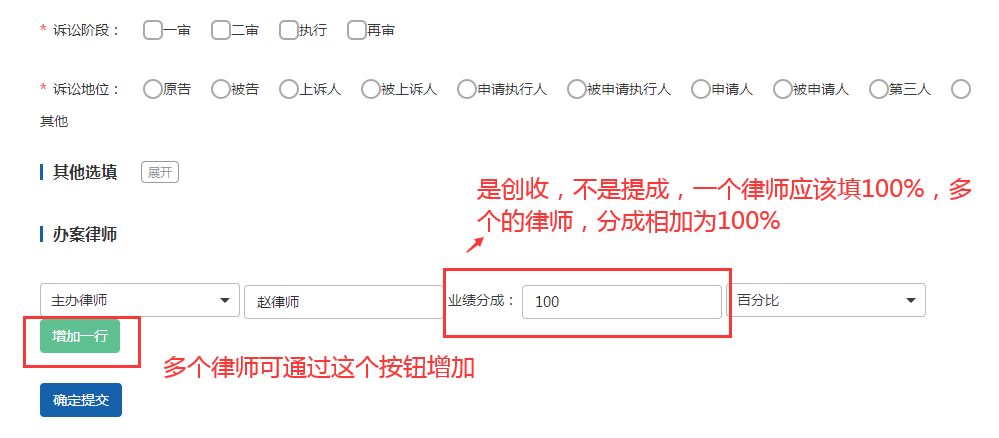 * 诉讼阶段： 一审 二审 执行 再审
* 诉讼地位： 原告 被告 上诉人 被上诉人 申请执行人 被申请执行人 申请人 被申请人 第三人
其他
其他选填 展开
是创收，不是提成，一个律师应该填100%，多
个的律师，分成相加为100%
办案律师
主办律师 赵律师 业绩分成： 100 百分比
增加一行
多个律师可通过这个按钮增加
确定提交